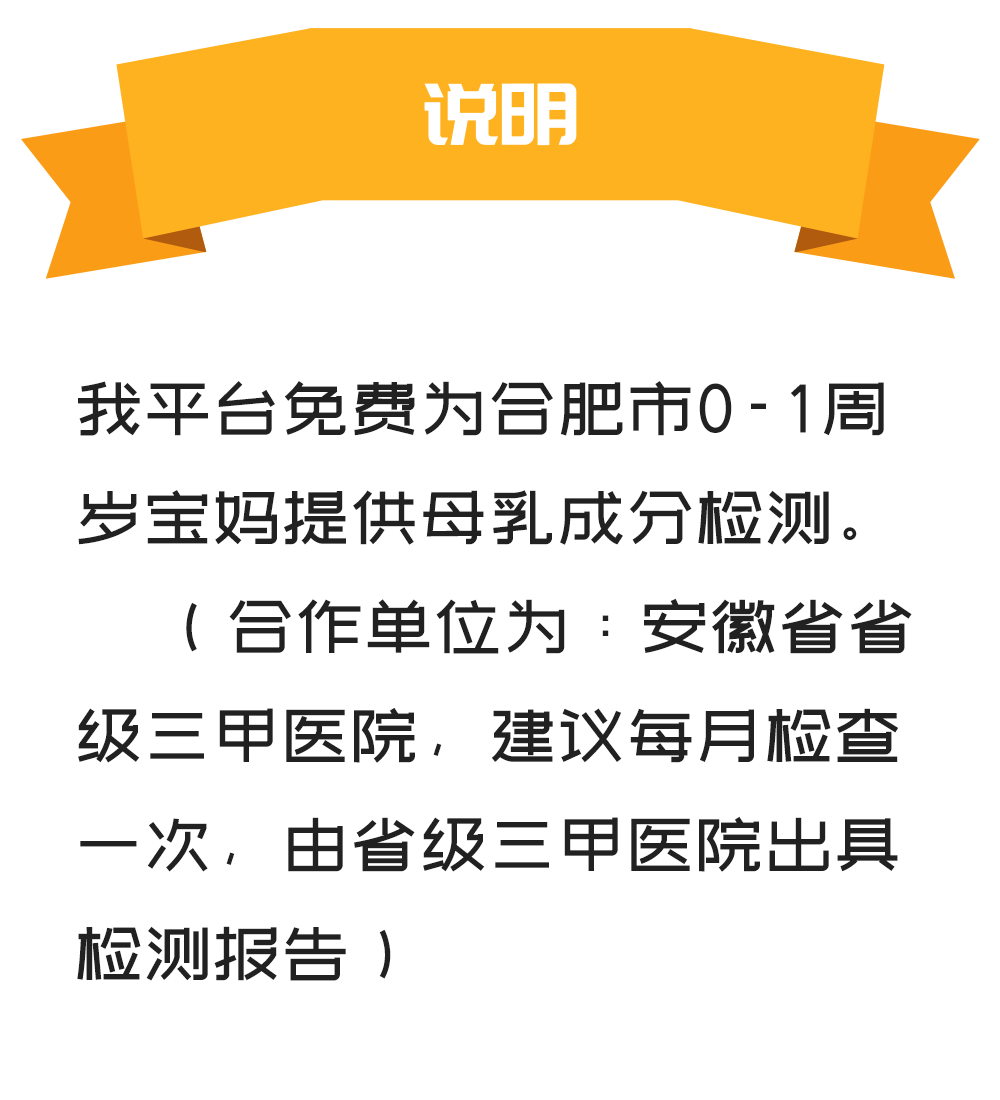 说明
我平台免费为合肥市0-1周
岁宝妈提供母乳成分检测。
（合作单位为：安徽省省
级三甲医院，建议每月检查
一次，由省级三甲医院出具
检测报告）